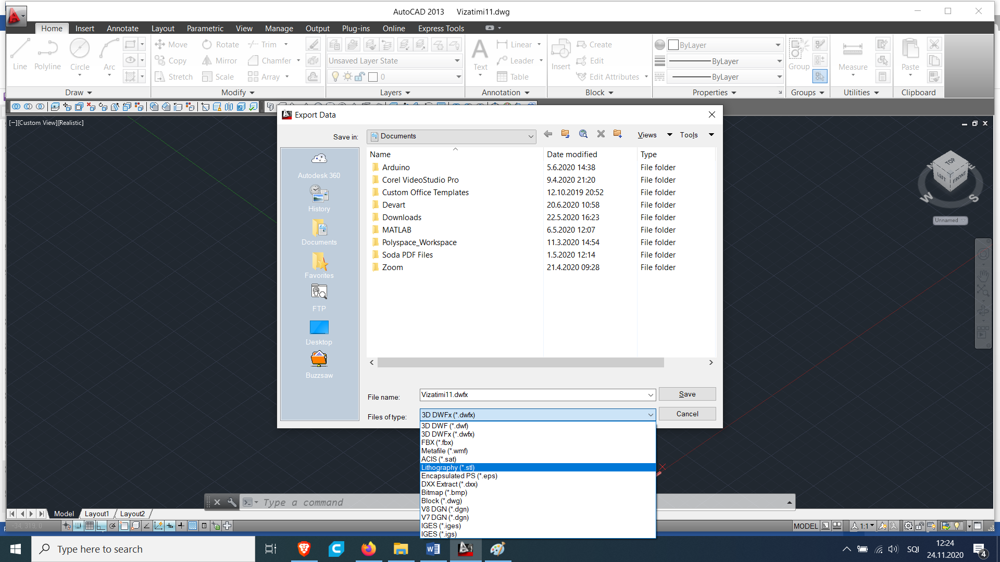 AutoCAD 2013 Vizatimi11.dwg
Home Insert Annotate Layout Parametric View Manage Output Plug-ins Online Express Tools
Line Polyline Circle Arc
Move Rotate Trim
Copy Mirror Chamfer
Stretch Scale Array
Unsaved Layer State
0
Text Linear
Leader
Table
Insert Create
Edit
Edit Attributes
ByLayer
ByLayer
ByLayer
Group Measure Paste
Draw Modify Layers Annotation Block Properties Groups Utilities Clipboard
[−][Custom View][Realistic]
Export Data
Save in: Documents Views Tools
Autodesk 360
History
Documents
Favorites
FTP
Desktop
Buzzsaw
Name Date modified Type
Arduino 5.6.2020 14:38 File folder
Corel VideoStudio Pro 9.4.2020 21:20 File folder
Custom Office Templates 12.10.2019 20:52 File folder
Devart 20.6.2020 10:58 File folder
Downloads 22.5.2020 16:23 File folder
MATLAB 6.5.2020 12:07 File folder
Polyspace_Workspace 11.3.2020 14:54 File folder
Soda PDF Files 1.5.2020 12:14 File folder
Zoom 21.4.2020 09:28 File folder
File name: Vizatimi11.dwfx Save
Files of type: 3D DWFx (*.dwfx) Cancel
3D DWF (*.dwf)
3D DWFx (*.dwfx)
FBX (*.fbx)
Metafile (*.wmf)
ACIS (*.sat)
Lithography (*.stl)
Encapsulated PS (*.eps)
DXX Extract (*.dxx)
Bitmap (*.bmp)
Block (*.dwg)
V8 DGN (*.dgn)
V7 DGN (*.dgn)
IGES (*.iges)
IGES (*.igs)
TOP
LEFT FRONT
N E
W S
Unnamed
Type a command
Model Layout1 Layout2
-34, 319, 0
MODEL 1:1
Type here to search
SQI 12:24
24.11.2020
4